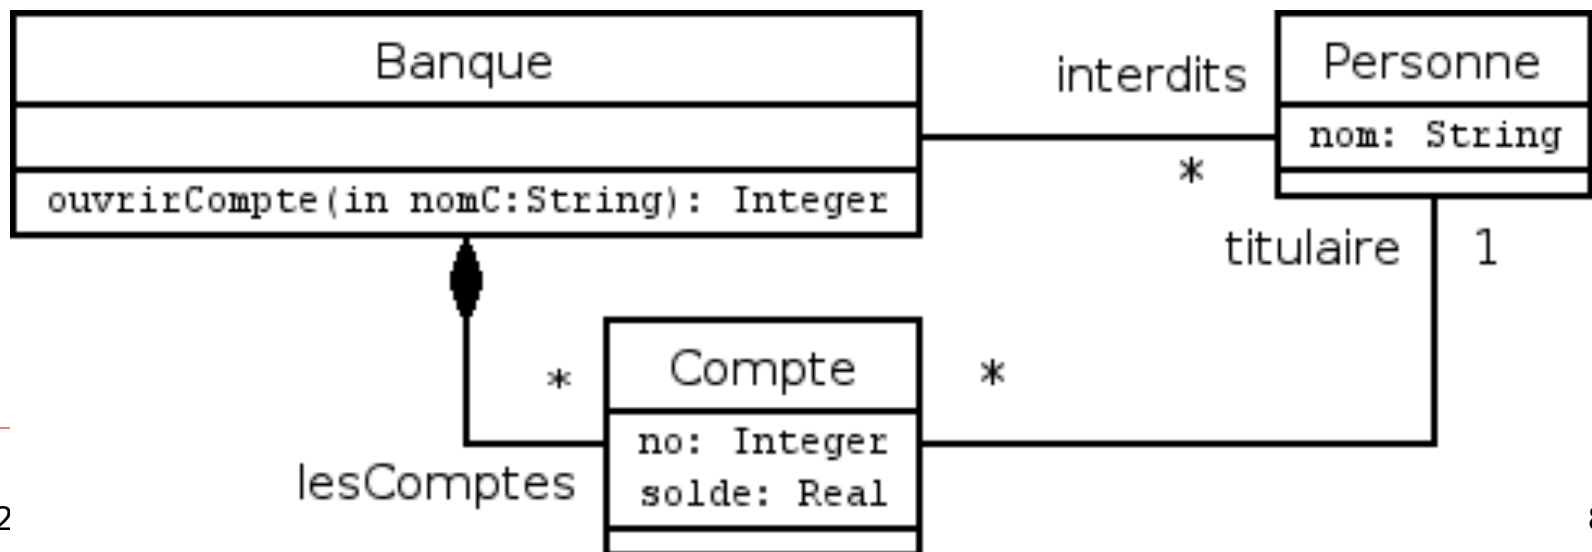 Banque
ouvrirCompte(in nomC:String): Integer
interdits
*
Personne
nom: String
titulaire
1
*
lesComptes
Compte
no: Integer
solde: Real
*
2